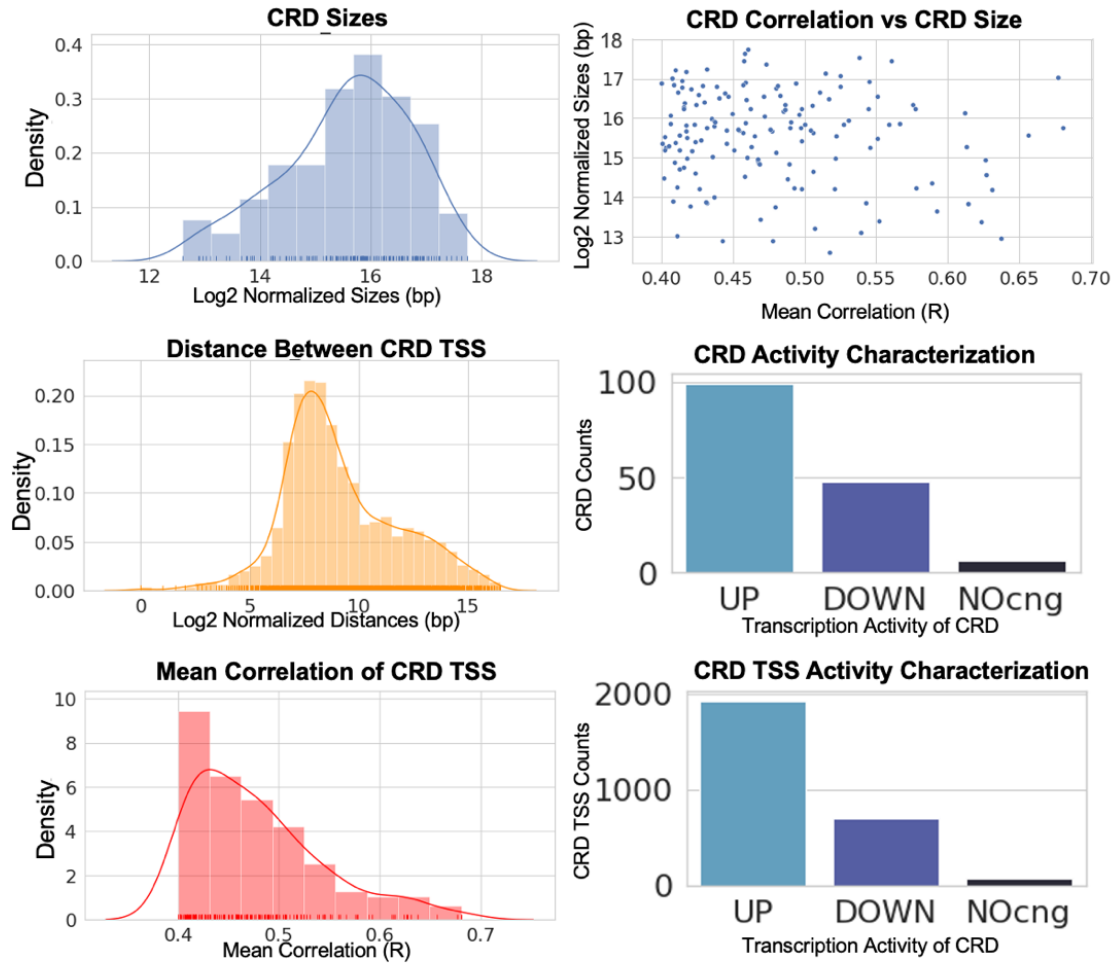 CRD_Sizes
Density
0.4
0.3
0.2
0.1
0.0
12 14 16 18
Log2 Normalized Sizes (bp)
CRD Correlation vs CRD Size
Log2 Normalized Sizes (bp)
18
17
16
15
14
13
0.40 0.45 0.50 0.55 0.60 0.65 0.70
Mean Correlation (R)
Distance Between CRD TSS
Density
0.20
0.15
0.10
0.05
0.00
0 5 10 15
Log2 Normalized Distances (bp)
CRD Activity Characterization
CRD Counts
100
50
0
UP DOWN NOcng
Transcription Activity of CRD
Mean Correlation of CRD TSS
Density
10
8
6
4
2
0
0.4 0.5 0.6 0.7
Mean Correlation (R)
CRD TSS Activity Characterization
CRD TSS Counts
2000
1000
0
UP DOWN NOcng
Transcription Activity of CRD